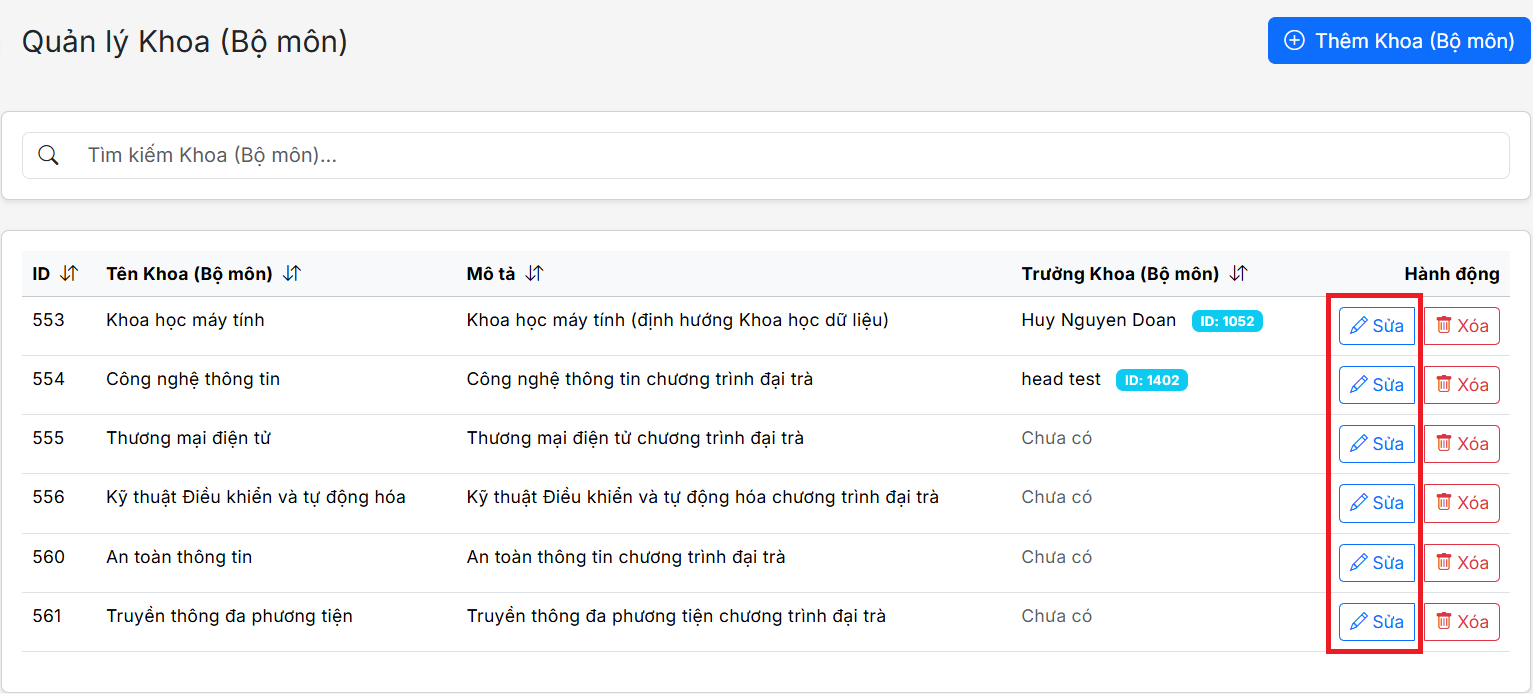 Quản lý Khoa (Bộ môn)
Thêm Khoa (Bộ môn)
Tìm kiếm Khoa (Bộ môn)...
ID Tên Khoa (Bộ môn) Mô tả Trưởng Khoa (Bộ môn) Hành động
553 Khoa học máy tính Khoa học máy tính (định hướng Khoa học dữ liệu) Huy Nguyen Doan ID: 1052 Sửa Xóa
554 Công nghệ thông tin Công nghệ thông tin chương trình đại trà head test ID: 1402 Sửa Xóa
555 Thương mại điện tử Thương mại điện tử chương trình đại trà Chưa có Sửa Xóa
556 Kỹ thuật Điều khiển và tự động hóa Kỹ thuật Điều khiển và tự động hóa chương trình đại trà Chưa có Sửa Xóa
560 An toàn thông tin An toàn thông tin chương trình đại trà Chưa có Sửa Xóa
561 Truyền thông đa phương tiện Truyền thông đa phương tiện chương trình đại trà Chưa có Sửa Xóa